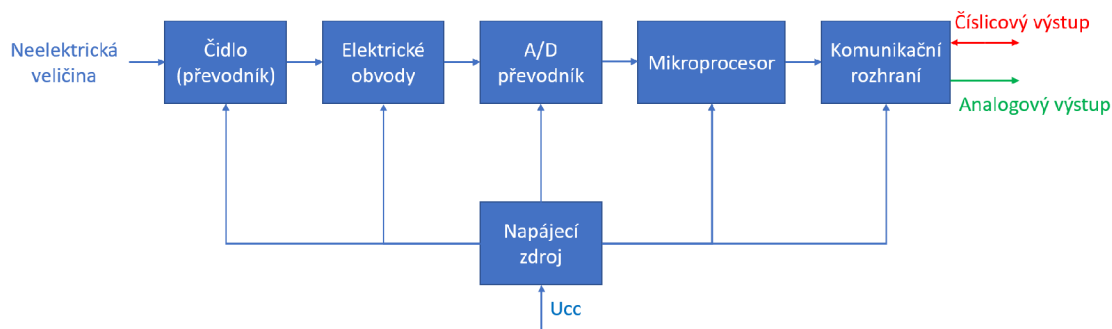 Neelektrická
veličina
Čidlo
(převodník)
Elektrické
obvody
A/D
převodník
Mikroprocesor
Komunikační
rozhraní
Číslicový výstup
Analogový výstup
Napájecí
zdroj
Ucc